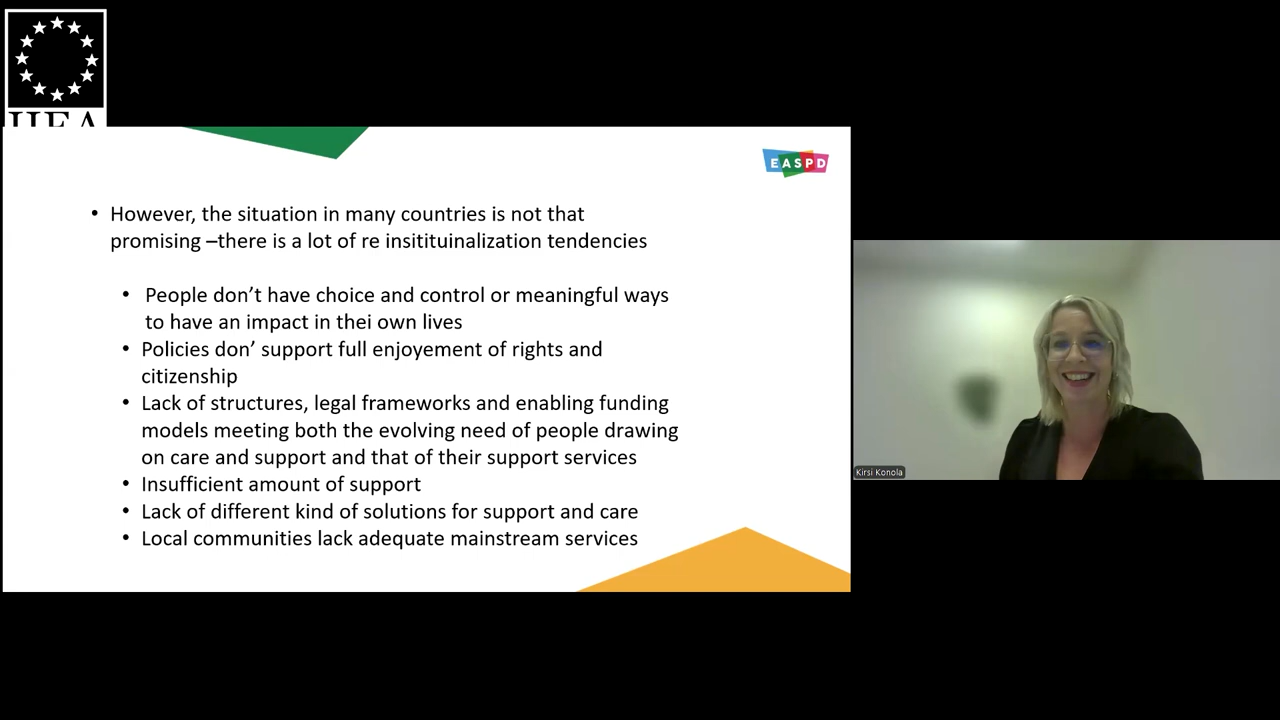 EASPD
• However, the situation in many countries is not that
promising –there is a lot of re insitituinalization tendencies
• People don’t have choice and control or meaningful ways
to have an impact in thei own lives
• Policies don’ support full enjoyement of rights and
citizenship
• Lack of structures, legal frameworks and enabling funding
models meeting both the evolving need of people drawing
on care and support and that of their support services
• Insufficient amount of support
• Lack of different kind of solutions for support and care
• Local communities lack adequate mainstream services
Kirsi Konola